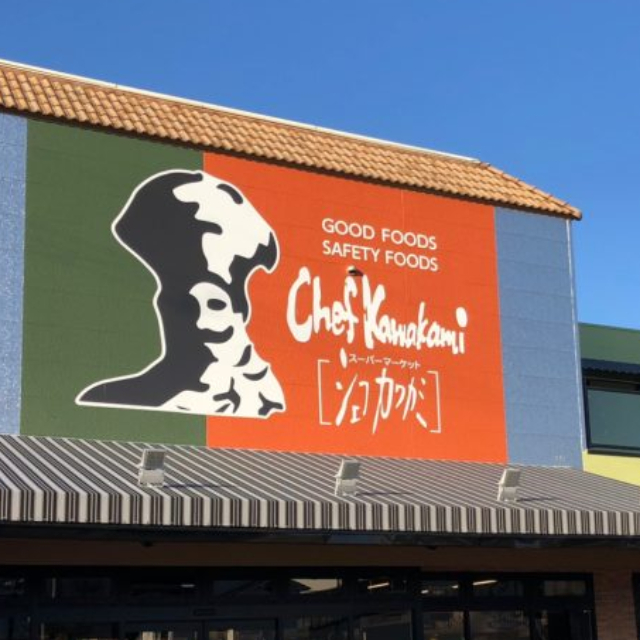 GOOD FOODS
SAFETY FOODS
Chef Kawakami
スーパーマーケット
[シェフカワカミ]